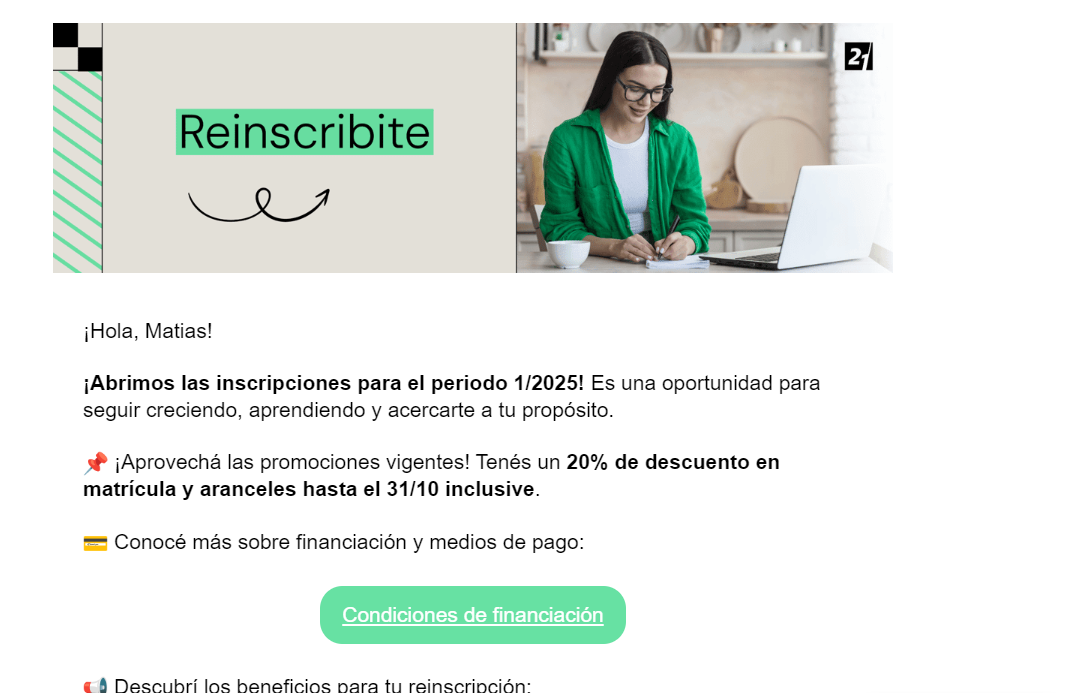 21
Reinscribite
¡Hola, Matias!
¡Abrimos las inscripciones para el periodo 1/2025! Es una oportunidad para
seguir creciendo, aprendiendo y acercarte a tu propósito.
📌 ¡Aprovechá las promociones vigentes! Tenés un 20% de descuento en
matrícula y aranceles hasta el 31/10 inclusive.
💳 Conocé más sobre financiación y medios de pago:
Condiciones de financiación
📢 Descubrí los beneficios para tu reinscripción: